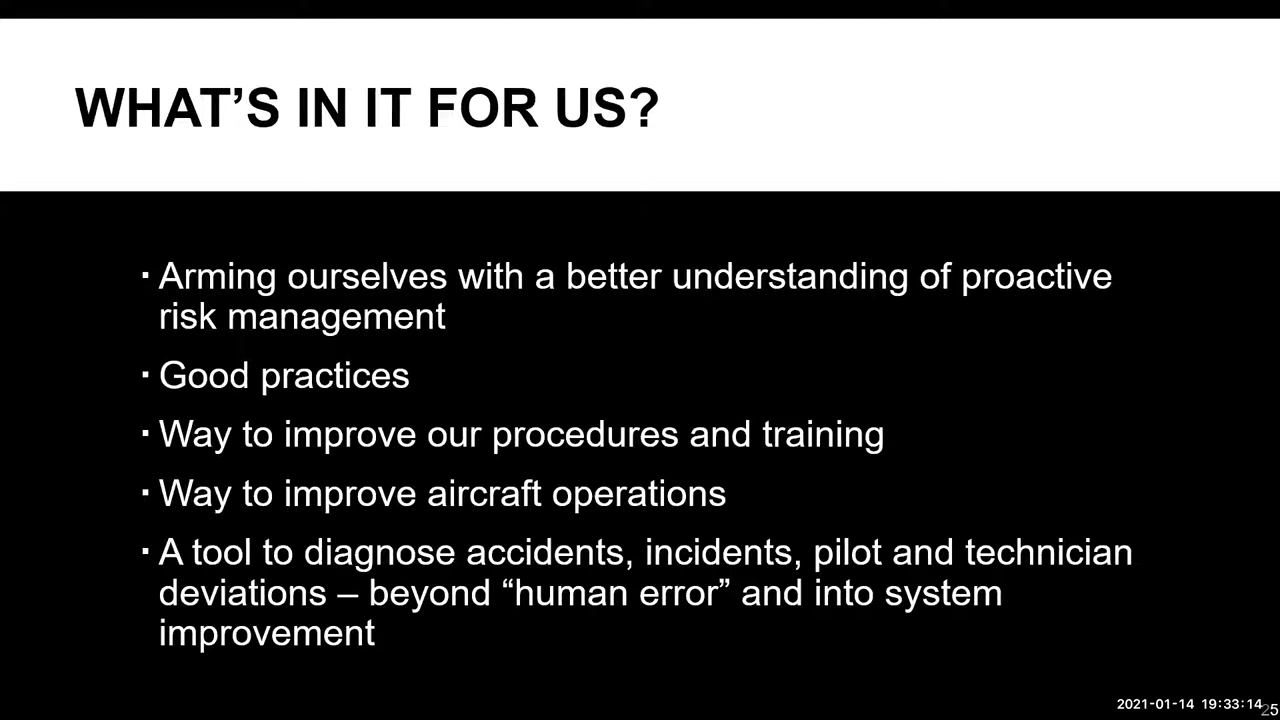 WHAT’S IN IT FOR US?
▪ Arming ourselves with a better understanding of proactive
risk management
▪ Good practices
▪ Way to improve our procedures and training
▪ Way to improve aircraft operations
▪ A tool to diagnose accidents, incidents, pilot and technician
deviations – beyond “human error” and into system
improvement
2021-01-14 19:33:14
25